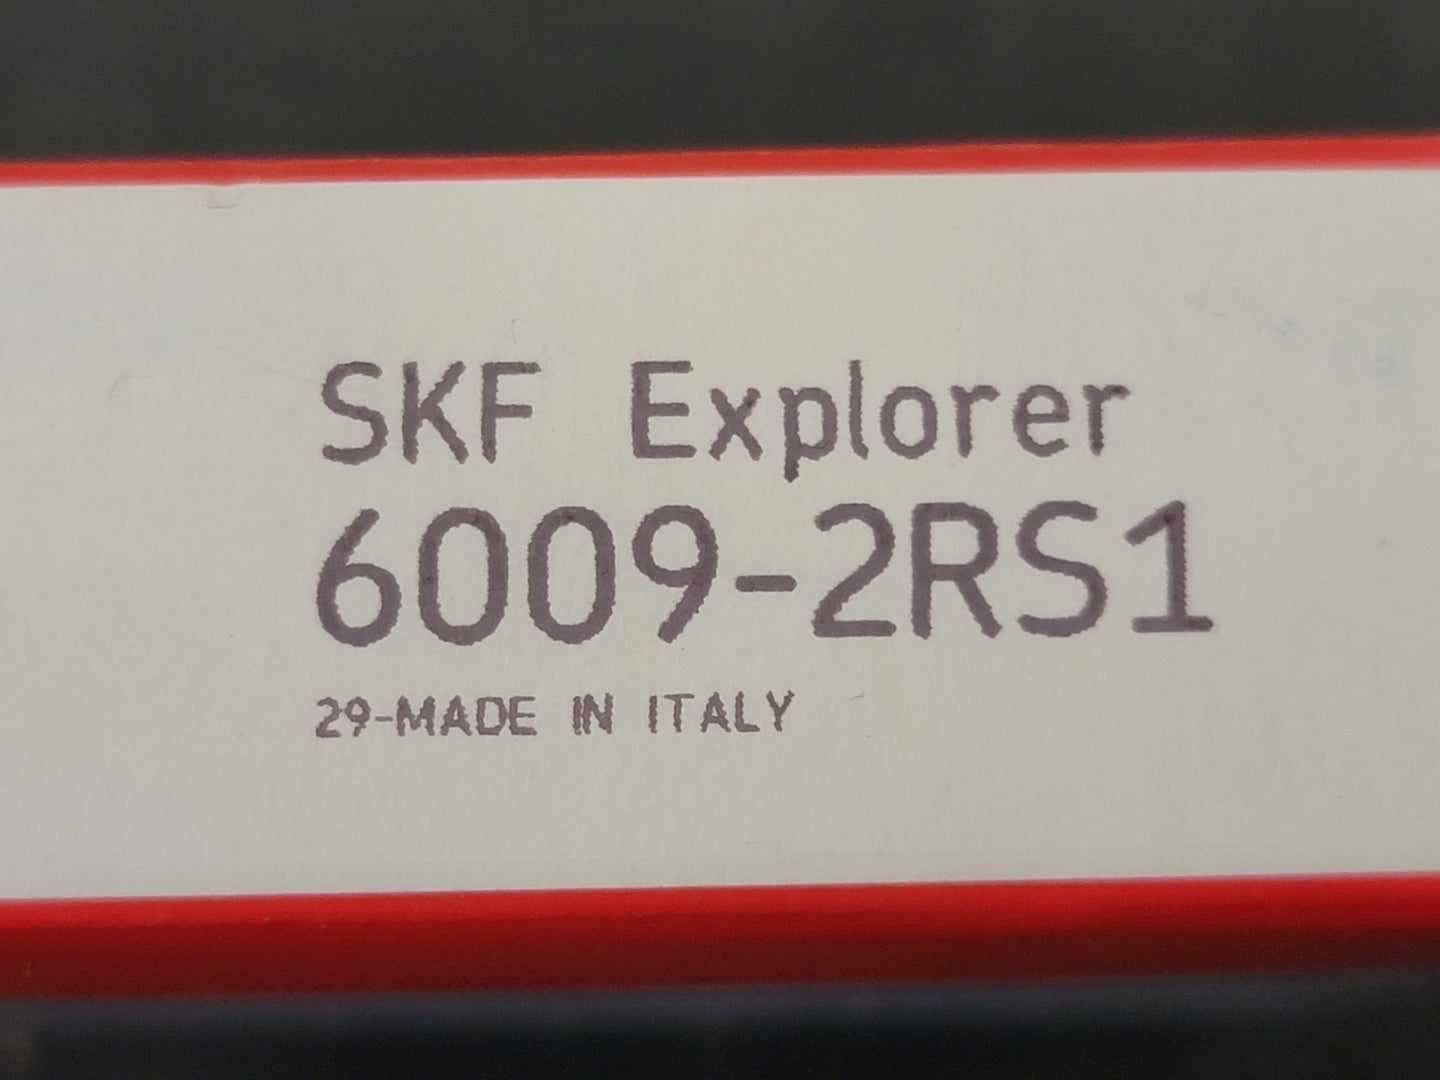 SKF Explorer
6009-2RS1
29-MADE IN ITALY